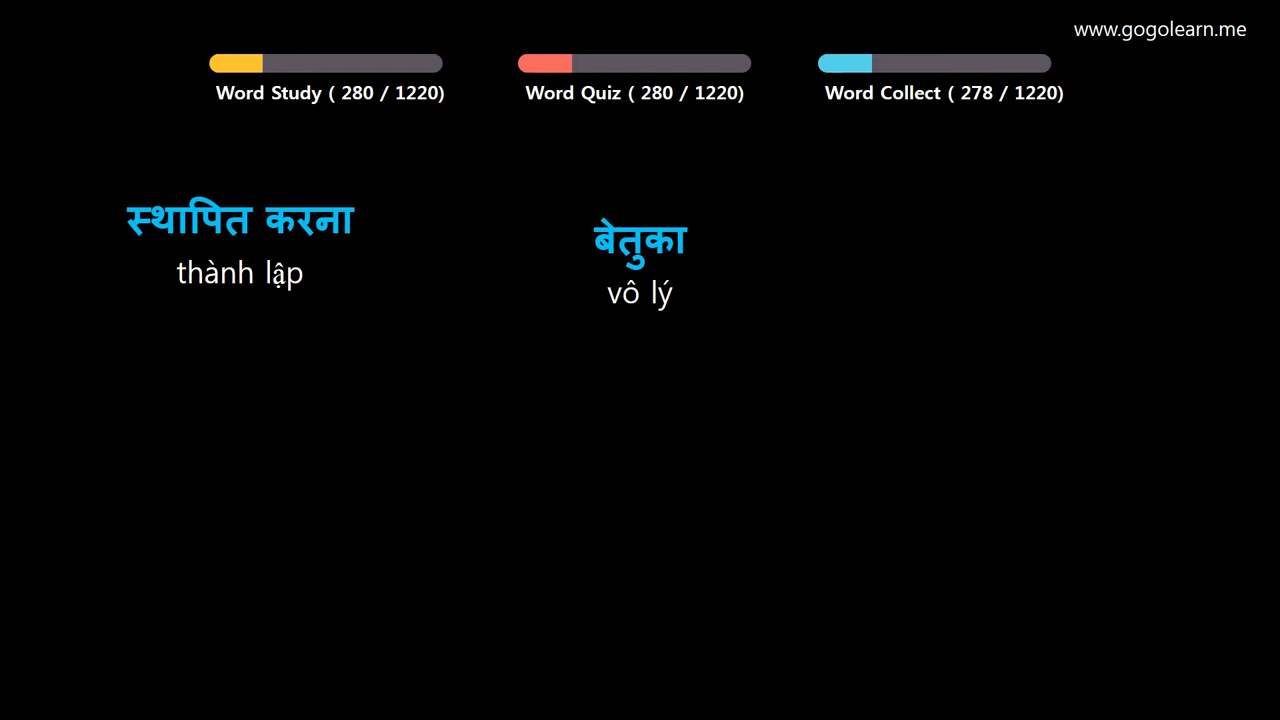 www.gogolearn.me
Word Study ( 280 / 1220)
Word Quiz ( 280 / 1220)
Word Collect ( 278 / 1220)
स्थापित करना
thành lập
बेतुका
vô lý